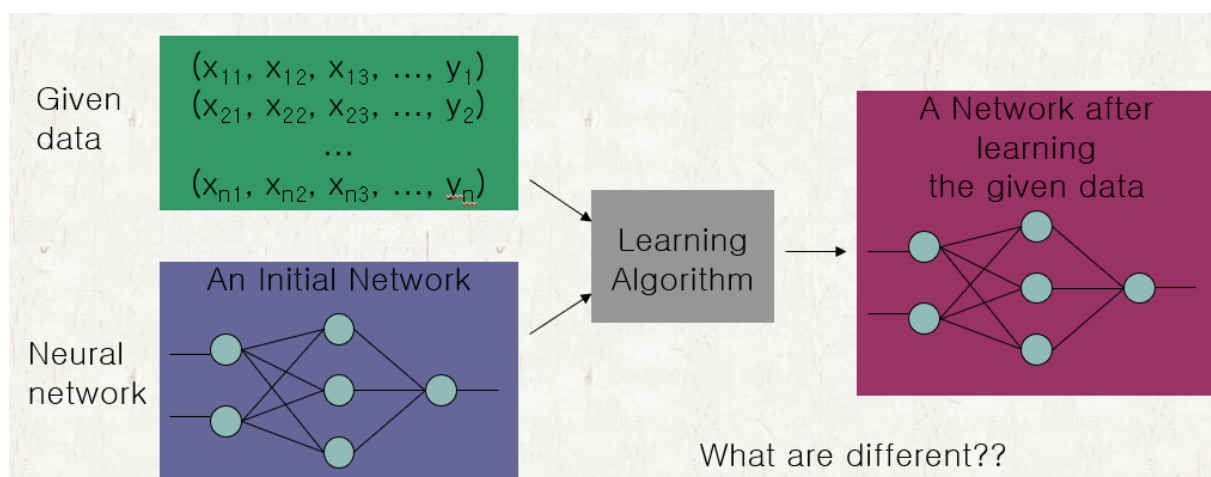 Given
data
(x₁₁, x₁₂, x₁₃, …, y₁)
(x₂₁, x₂₂, x₂₃, …, y₂)
…
(xₙ₁, xₙ₂, xₙ₃, …, yₙ)
Neural
network
An Initial Network
Learning
Algorithm
A Network after
learning
the given data
What are different??